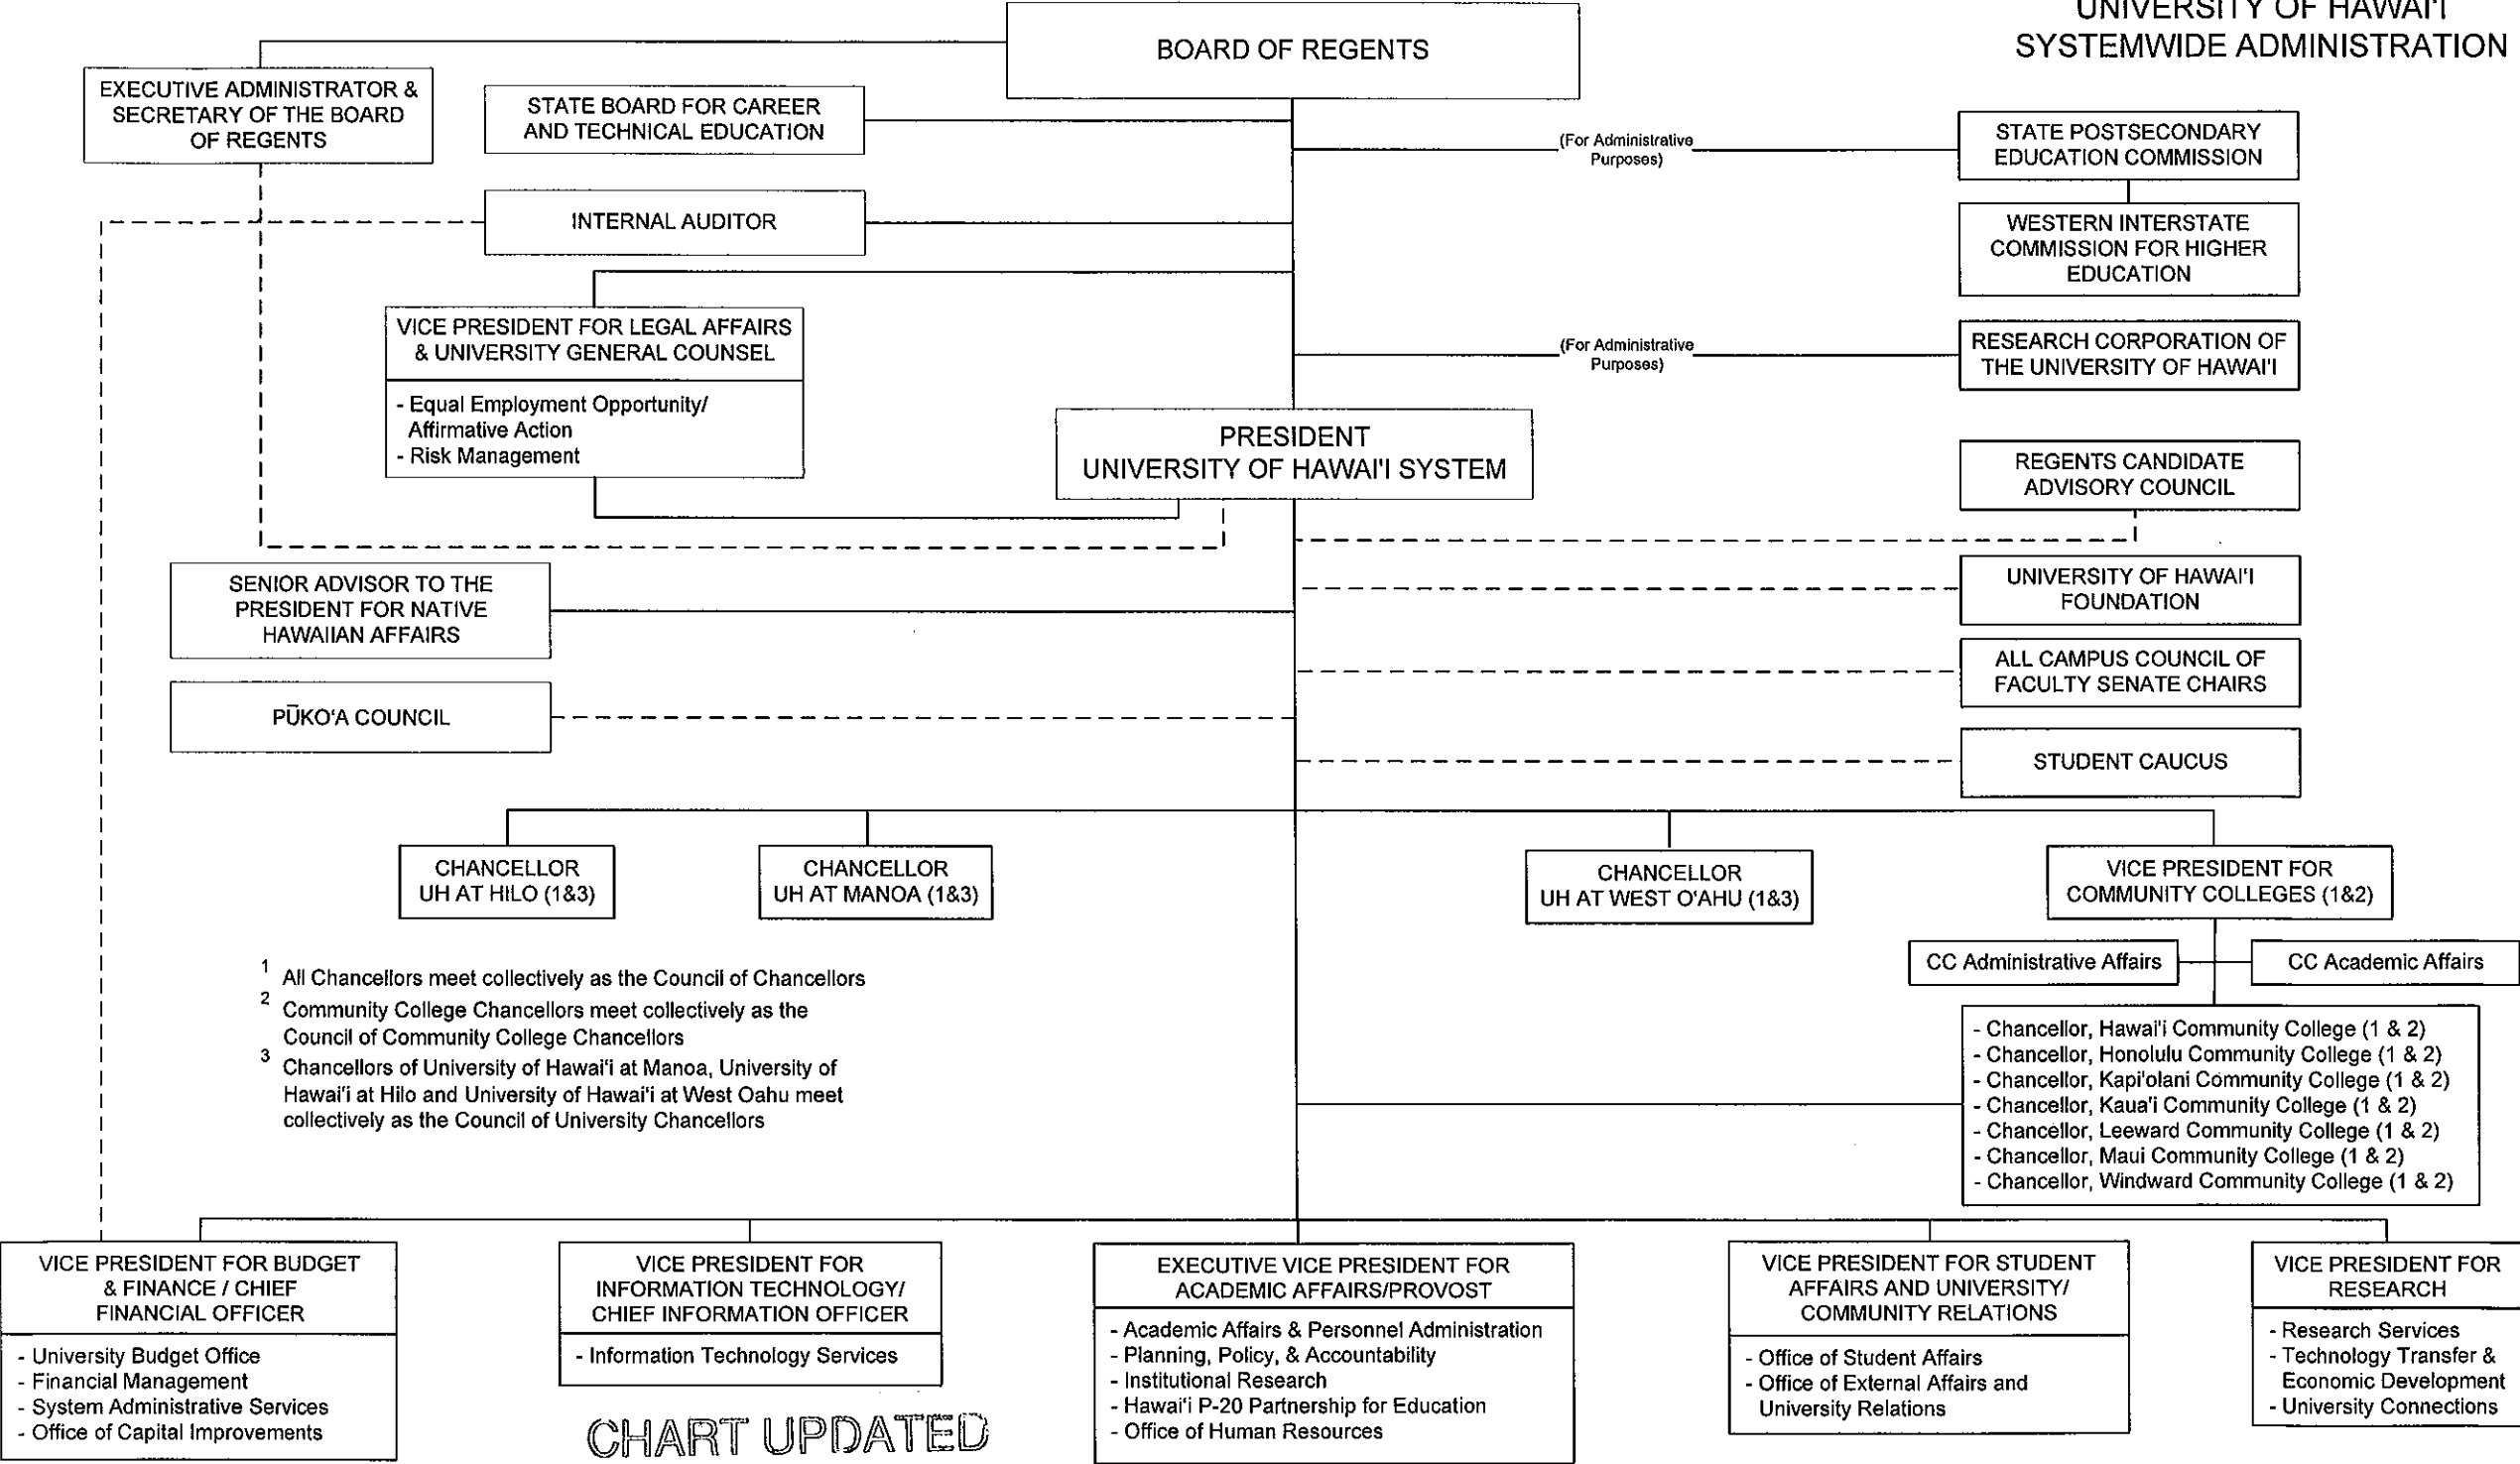 UNIVERSITY OF HAWAI'I
SYSTEMWIDE ADMINISTRATION
BOARD OF REGENTS
EXECUTIVE ADMINISTRATOR &
SECRETARY OF THE BOARD
OF REGENTS
STATE BOARD FOR CAREER
AND TECHNICAL EDUCATION
(For Administrative
Purposes)
STATE POSTSECONDARY
EDUCATION COMMISSION
INTERNAL AUDITOR
WESTERN INTERSTATE
COMMISSION FOR HIGHER
EDUCATION
VICE PRESIDENT FOR LEGAL AFFAIRS
& UNIVERSITY GENERAL COUNSEL
- Equal Employment Opportunity/
Affirmative Action
- Risk Management
(For Administrative
Purposes)
RESEARCH CORPORATION OF
THE UNIVERSITY OF HAWAI'I
PRESIDENT
UNIVERSITY OF HAWAI'I SYSTEM
REGENTS CANDIDATE
ADVISORY COUNCIL
SENIOR ADVISOR TO THE
PRESIDENT FOR NATIVE
HAWAIIAN AFFAIRS
UNIVERSITY OF HAWAI'I
FOUNDATION
ALL CAMPUS COUNCIL OF
FACULTY SENATE CHAIRS
PŪKO‘A COUNCIL
STUDENT CAUCUS
CHANCELLOR
UH AT HILO (1&3)
CHANCELLOR
UH AT MANOA (1&3)
CHANCELLOR
UH AT WEST O‘AHU (1&3)
VICE PRESIDENT FOR
COMMUNITY COLLEGES (1&2)
CC Administrative Affairs
CC Academic Affairs
1 All Chancellors meet collectively as the Council of Chancellors
2 Community College Chancellors meet collectively as the
Council of Community College Chancellors
3 Chancellors of University of Hawai'i at Manoa, University of
Hawai'i at Hilo and University of Hawai'i at West Oahu meet
collectively as the Council of University Chancellors
- Chancellor, Hawai'i Community College (1 & 2)
- Chancellor, Honolulu Community College (1 & 2)
- Chancellor, Kapi'olani Community College (1 & 2)
- Chancellor, Kaua'i Community College (1 & 2)
- Chancellor, Leeward Community College (1 & 2)
- Chancellor, Maui Community College (1 & 2)
- Chancellor, Windward Community College (1 & 2)
VICE PRESIDENT FOR BUDGET
& FINANCE / CHIEF
FINANCIAL OFFICER
- University Budget Office
- Financial Management
- System Administrative Services
- Office of Capital Improvements
VICE PRESIDENT FOR
INFORMATION TECHNOLOGY/
CHIEF INFORMATION OFFICER
- Information Technology Services
EXECUTIVE VICE PRESIDENT FOR
ACADEMIC AFFAIRS/PROVOST
- Academic Affairs & Personnel Administration
- Planning, Policy, & Accountability
- Institutional Research
- Hawai'i P-20 Partnership for Education
- Office of Human Resources
VICE PRESIDENT FOR STUDENT
AFFAIRS AND UNIVERSITY/
COMMUNITY RELATIONS
- Office of Student Affairs
- Office of External Affairs and
University Relations
VICE PRESIDENT FOR
RESEARCH
- Research Services
- Technology Transfer &
Economic Development
- University Connections
CHART UPDATED